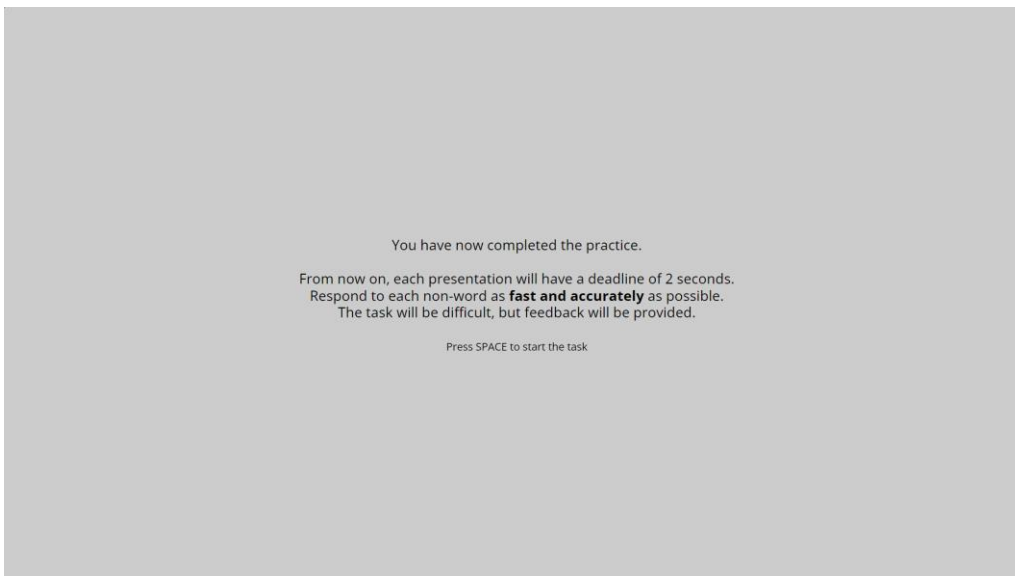 You have now completed the practice.
From now on, each presentation will have a deadline of 2 seconds.
Respond to each non-word as fast and accurately as possible.
The task will be difficult, but feedback will be provided.
Press SPACE to start the task